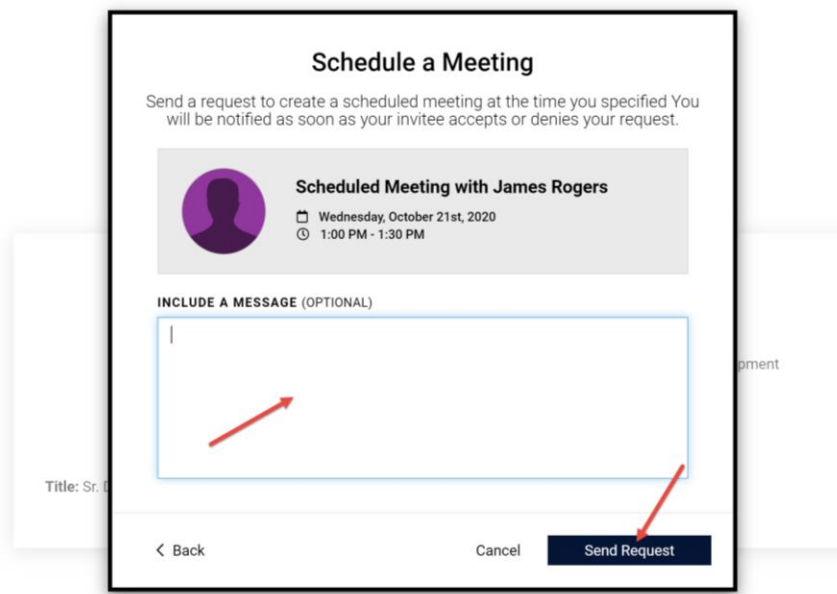 Schedule a Meeting
Send a request to create a scheduled meeting at the time you specified You
will be notified as soon as your invitee accepts or denies your request.
Scheduled Meeting with James Rogers
Wednesday, October 21st, 2020
1:00 PM - 1:30 PM
INCLUDE A MESSAGE (OPTIONAL)
pment
Title: Sr.
Back
Cancel
Send Request